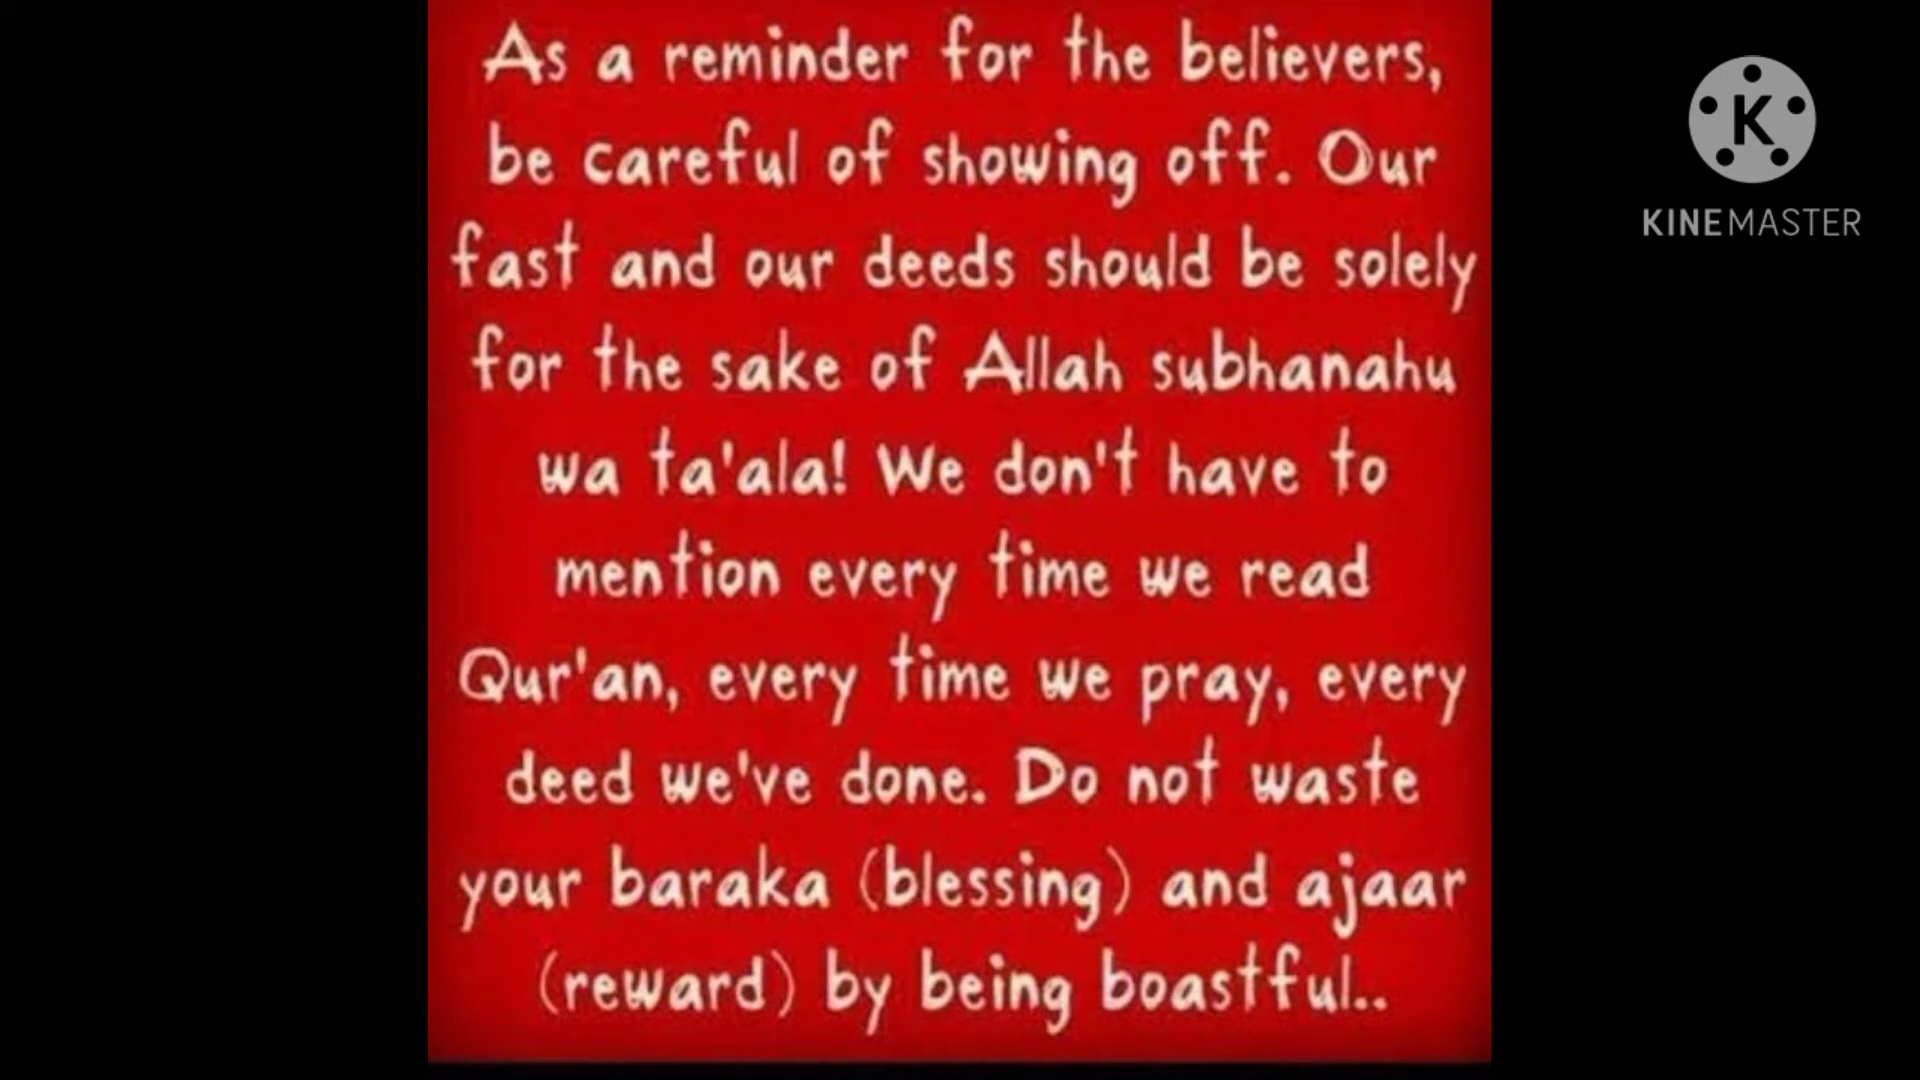 As a reminder for the believers,
be careful of showing off. Our
fast and our deeds should be solely
for the sake of Allah subhanahu
wa ta'ala! We don't have to
mention every time we read
Qur'an, every time we pray, every
deed we've done. Do not waste
your baraka (blessing) and ajaar
(reward) by being boastful..
K
KINEMASTER